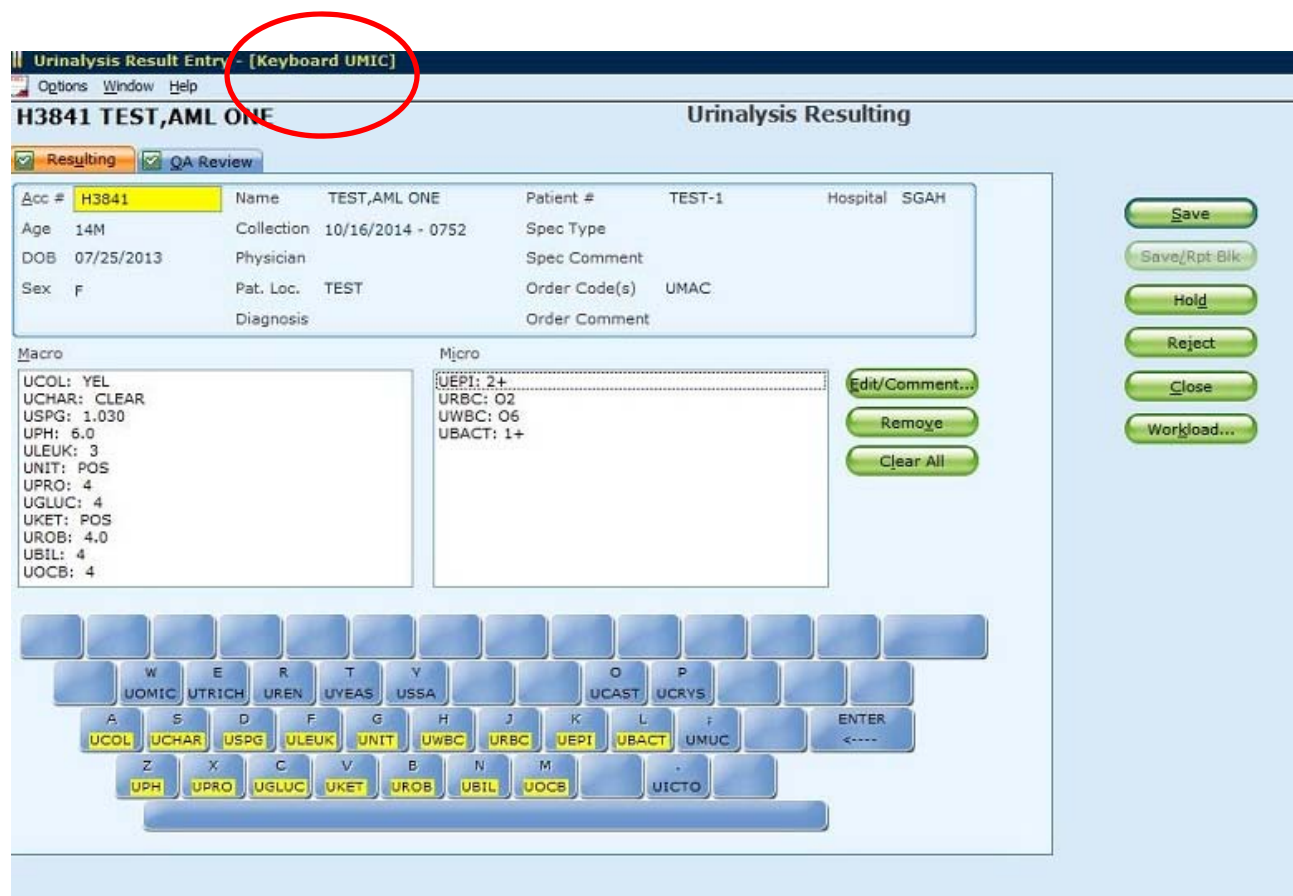 Urinalysis Result Entry - [Keyboard UMIC]
Options Window Help
H3841 TEST,AML ONE Urinalysis Resulting
Resulting QA Review
Acc # H3841 Name TEST,AML ONE Patient # TEST-1 Hospital SGAH
Age 14M Collection 10/16/2014 - 0752 Spec Type
DOB 07/25/2013 Physician Spec Comment
Sex F Pat. Loc. TEST Order Code(s) UMAC
Diagnosis Order Comment
Save
Save/Rpt Blk
Hold
Reject
Close
Workload...
Macro
UCOL: YEL
UCHAR: CLEAR
USPG: 1.030
UPH: 6.0
ULEUK: 3
UNIT: POS
UPRO: 4
UGLUC: 4
UKET: POS
UROB: 4.0
UBIL: 4
UOCB: 4
Micro
UEPI: 2+
URBC: O2
UWBC: O6
UBACT: 1+
Edit/Comment...
Remove
Clear All
W E R T Y O P
UOMIC UTRICH UREN UYEAS USSA UCAST UCRYS
A S D F G H J K L ; ENTER
UCOL UCHAR USPG ULEUK UNIT UWBC URBC UEPI UBACT UMUC <----
Z X C V B N M .
UPH UPRO UGLUC UKET UROB UBIL UOCB UICTO